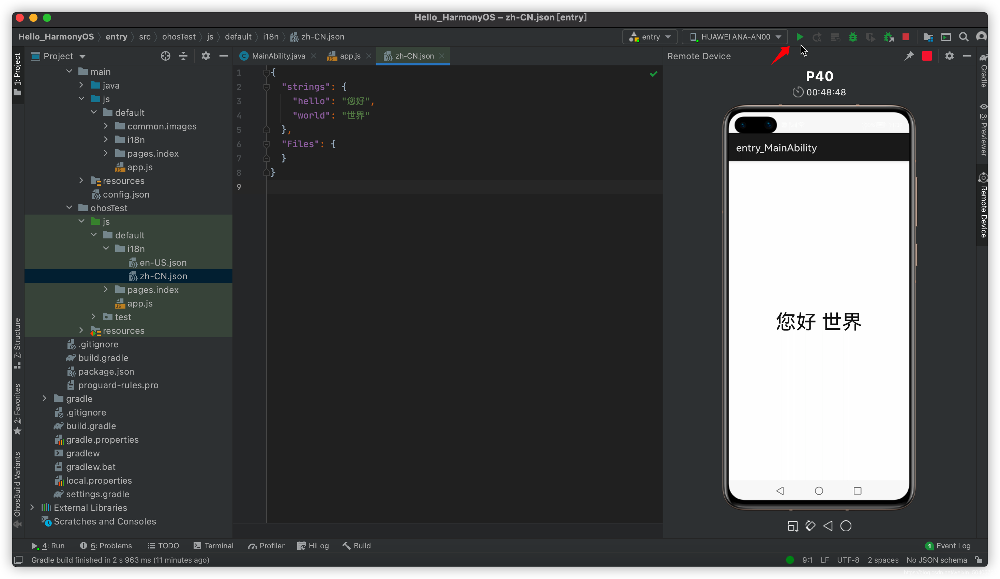 Hello_HarmonyOS – zh-CN.json [entry]
Hello_HarmonyOS entry src ohosTest js default i18n zh-CN.json
entry HUAWEI ANA-AN00
1: Project
7: Structure
2: Favorites
OhosBuild Variants
Project
main
java
js
default
common.images
i18n
pages.index
app.js
resources
config.json
ohosTest
js
default
i18n
en-US.json
zh-CN.json
pages.index
app.js
test
resources
.gitignore
build.gradle
package.json
proguard-rules.pro
gradle
.gitignore
build.gradle
gradle.properties
gradlew
gradlew.bat
local.properties
settings.gradle
External Libraries
Scratches and Consoles
MainAbility.java app.js zh-CN.json
1 {
2 "strings": {
3 "hello": "您好",
4 "world": "世界"
5 },
6 "Files": {
7 }
8 }
9
Remote Device
P40
00:48:48
entry_MainAbility
您好 世界
Gradle
3: Previewer
Remote Device
4: Run 6: Problems TODO Terminal Profiler HiLog Build 1 Event Log
Gradle build finished in 2 s 963 ms (11 minutes ago) 9:1 LF UTF-8 2 spaces No JSON schema